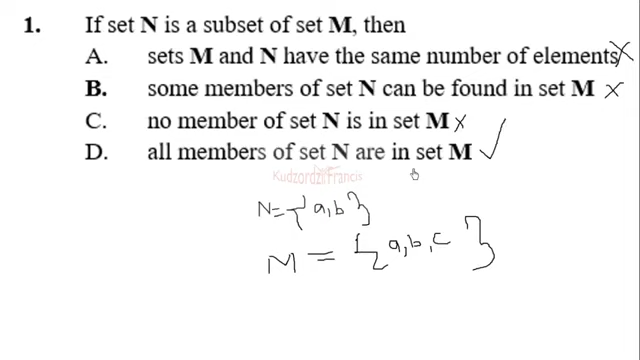 1. If set N is a subset of set M, then
A. sets M and N have the same number of elements X
B. some members of set N can be found in set M X
C. no member of set N is in set M X
D. all members of set N are in set M ✓
Kudzordzi Francis
N={a,b}
M = {a,b,c}